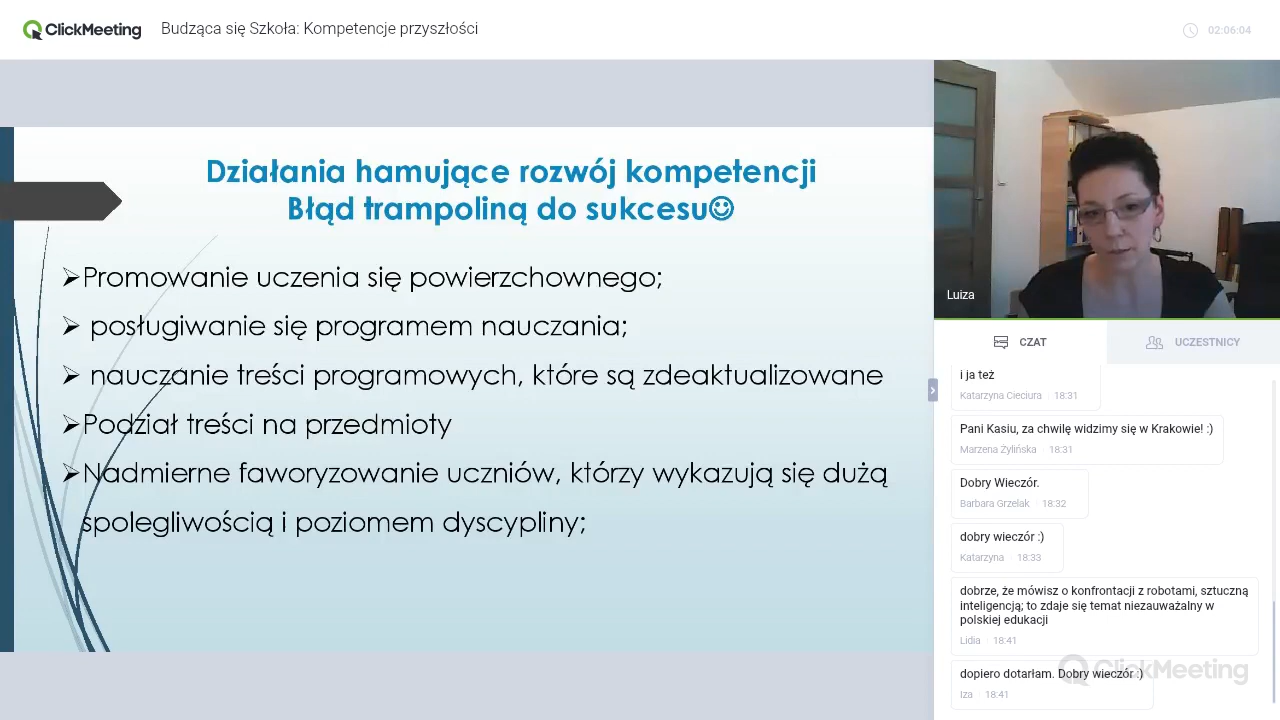 ClickMeeting
Budząca się Szkoła: Kompetencje przyszłości
02:06:04
Działania hamujące rozwój kompetencji
Błąd trampoliną do sukcesu☺
➢Promowanie uczenia się powierzchownego;
➢ posługiwanie się programem nauczania;
➢ nauczanie treści programowych, które są zdeaktualizowane
➢Podział treści na przedmioty
➢Nadmierne faworyzowanie uczniów, którzy wykazują się dużą
spolegliwością i poziomem dyscypliny;
Luiza
CZAT
UCZESTNICY
i ja też
Katarzyna Cieciura · 18:31
Pani Kasiu, za chwilę widzimy się w Krakowie! :)
Marzena Żylińska · 18:31
Dobry Wieczór.
Barbara Grzelak · 18:32
dobry wieczór :)
Katarzyna · 18:33
dobrze, że mówisz o konfrontacji z robotami, sztuczną
inteligencją; to zdaje się temat niezauważalny w
polskiej edukacji
Lidia · 18:41
dopiero dotarłam. Dobry wieczór :)
Iza · 18:41
ClickMeeting